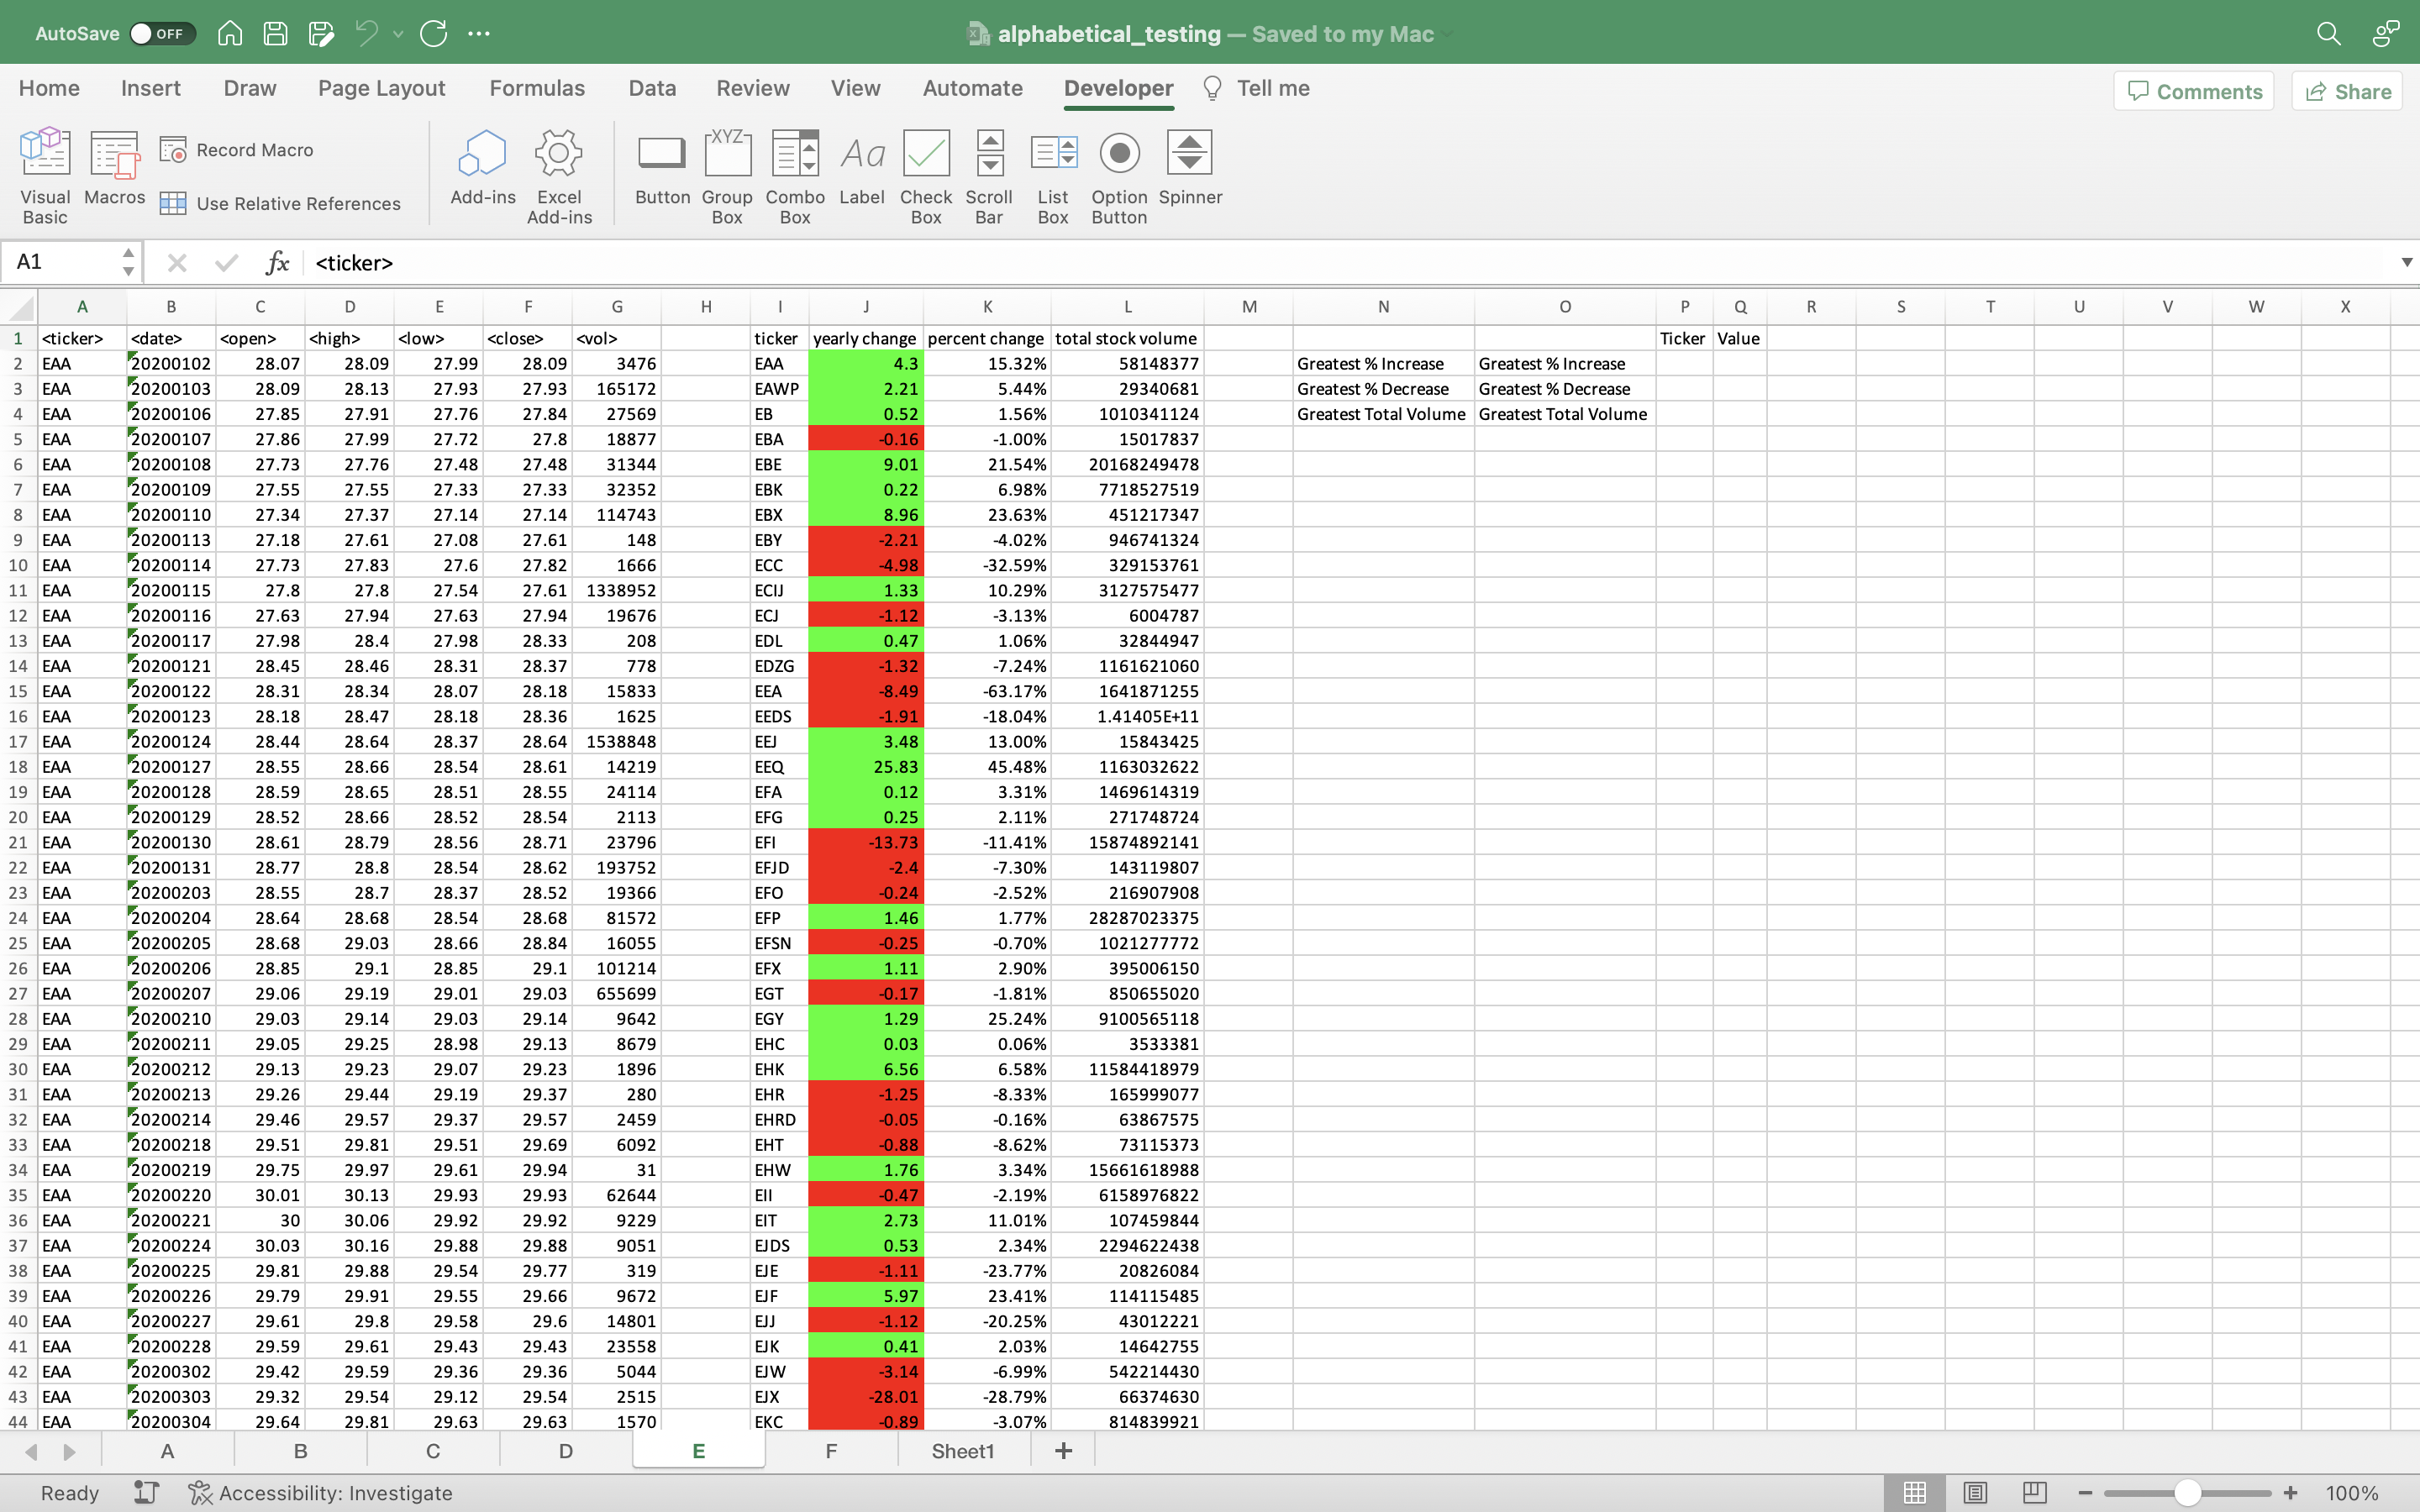 AutoSave OFF alphabetical_testing — Saved to my Mac
Home Insert Draw Page Layout Formulas Data Review View Automate Developer Tell me Comments Share
Visual Basic Macros Record Macro Use Relative References Add-ins Excel Add-ins Button XYZ Group Box Combo Box Aa Label Check Box Scroll Bar List Box Option Button Spinner
A1 fx <ticker>
A B C D E F G H I J K L M N O P Q R S T U V W X
1 <ticker> <date> <open> <high> <low> <close> <vol> ticker yearly change percent change total stock volume Ticker Value
2 EAA 20200102 28.07 28.09 27.99 28.09 3476 EAA 4.3 15.32% 58148377 Greatest % Increase Greatest % Increase
3 EAA 20200103 28.09 28.13 27.93 27.93 165172 EAWP 2.21 5.44% 29340681 Greatest % Decrease Greatest % Decrease
4 EAA 20200106 27.85 27.91 27.76 27.84 27569 EB 0.52 1.56% 1010341124 Greatest Total Volume Greatest Total Volume
5 EAA 20200107 27.86 27.99 27.72 27.8 18877 EBA -0.16 -1.00% 15017837
6 EAA 20200108 27.73 27.76 27.48 27.48 31344 EBE 9.01 21.54% 20168249478
7 EAA 20200109 27.55 27.55 27.33 27.33 32352 EBK 0.22 6.98% 7718527519
8 EAA 20200110 27.34 27.37 27.14 27.14 114743 EBX 8.96 23.63% 451217347
9 EAA 20200113 27.18 27.61 27.08 27.61 148 EBY -2.21 -4.02% 946741324
10 EAA 20200114 27.73 27.83 27.6 27.82 1666 ECC -4.98 -32.59% 329153761
11 EAA 20200115 27.8 27.8 27.54 27.61 1338952 ECIJ 1.33 10.29% 3127575477
12 EAA 20200116 27.63 27.94 27.63 27.94 19676 ECJ -1.12 -3.13% 6004787
13 EAA 20200117 27.98 28.4 27.98 28.33 208 EDL 0.47 1.06% 32844947
14 EAA 20200121 28.45 28.46 28.31 28.37 778 EDZG -1.32 -7.24% 1161621060
15 EAA 20200122 28.31 28.34 28.07 28.18 15833 EEA -8.49 -63.17% 1641871255
16 EAA 20200123 28.18 28.47 28.18 28.36 1625 EEDS -1.91 -18.04% 1.41405E+11
17 EAA 20200124 28.44 28.64 28.37 28.64 1538848 EEJ 3.48 13.00% 15843425
18 EAA 20200127 28.55 28.66 28.54 28.61 14219 EEQ 25.83 45.48% 1163032622
19 EAA 20200128 28.59 28.65 28.51 28.55 24114 EFA 0.12 3.31% 1469614319
20 EAA 20200129 28.52 28.66 28.52 28.54 2113 EFG 0.25 2.11% 271748724
21 EAA 20200130 28.61 28.79 28.56 28.71 23796 EFI -13.73 -11.41% 15874892141
22 EAA 20200131 28.77 28.8 28.54 28.62 193752 EFJD -2.4 -7.30% 143119807
23 EAA 20200203 28.55 28.7 28.37 28.52 19366 EFO -0.24 -2.52% 216907908
24 EAA 20200204 28.64 28.68 28.54 28.68 81572 EFP 1.46 1.77% 28287023375
25 EAA 20200205 28.68 29.03 28.66 28.84 16055 EFSN -0.25 -0.70% 1021277772
26 EAA 20200206 28.85 29.1 28.85 29.1 101214 EFX 1.11 2.90% 395006150
27 EAA 20200207 29.06 29.19 29.01 29.03 655699 EGT -0.17 -1.81% 850655020
28 EAA 20200210 29.03 29.14 29.03 29.14 9642 EGY 1.29 25.24% 9100565118
29 EAA 20200211 29.05 29.25 28.98 29.13 8679 EHC 0.03 0.06% 3533381
30 EAA 20200212 29.13 29.23 29.07 29.23 1896 EHK 6.56 6.58% 11584418979
31 EAA 20200213 29.26 29.44 29.19 29.37 280 EHR -1.25 -8.33% 165999077
32 EAA 20200214 29.46 29.57 29.37 29.57 2459 EHRD -0.05 -0.16% 63867575
33 EAA 20200218 29.51 29.81 29.51 29.69 6092 EHT -0.88 -8.62% 73115373
34 EAA 20200219 29.75 29.97 29.61 29.94 31 EHW 1.76 3.34% 15661618988
35 EAA 20200220 30.01 30.13 29.93 29.93 62644 EII -0.47 -2.19% 6158976822
36 EAA 20200221 30 30.06 29.92 29.92 9229 EIT 2.73 11.01% 107459844
37 EAA 20200224 30.03 30.16 29.88 29.88 9051 EJDS 0.53 2.34% 2294622438
38 EAA 20200225 29.81 29.88 29.54 29.77 319 EJE -1.11 -23.77% 20826084
39 EAA 20200226 29.79 29.91 29.55 29.66 9672 EJF 5.97 23.41% 114115485
40 EAA 20200227 29.61 29.8 29.58 29.6 14801 EJJ -1.12 -20.25% 43012221
41 EAA 20200228 29.59 29.61 29.43 29.43 23558 EJK 0.41 2.03% 14642755
42 EAA 20200302 29.42 29.59 29.36 29.36 5044 EJW -3.14 -6.99% 542214430
43 EAA 20200303 29.32 29.54 29.12 29.54 2515 EJX -28.01 -28.79% 66374630
44 EAA 20200304 29.64 29.81 29.63 29.63 1570 EKC -0.89 -3.07% 814839921
A B C D E F Sheet1 +
Ready Accessibility: Investigate 100%